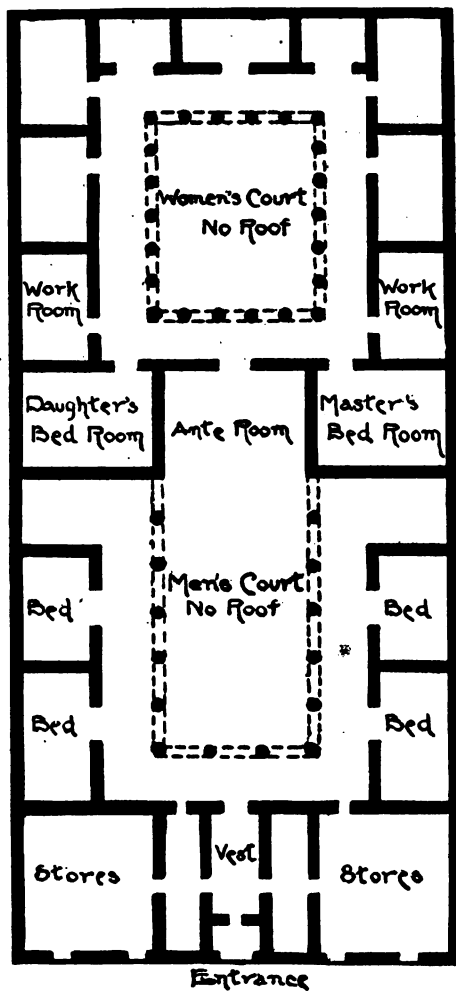 Women's Court
No Roof
Work
Room
Work
Room
Daughter's
Bed Room
Ante Room
Master's
Bed Room
Men's Court
No Roof
Bed
Bed
Bed
Bed
Stores
Vest
Stores
Entrance